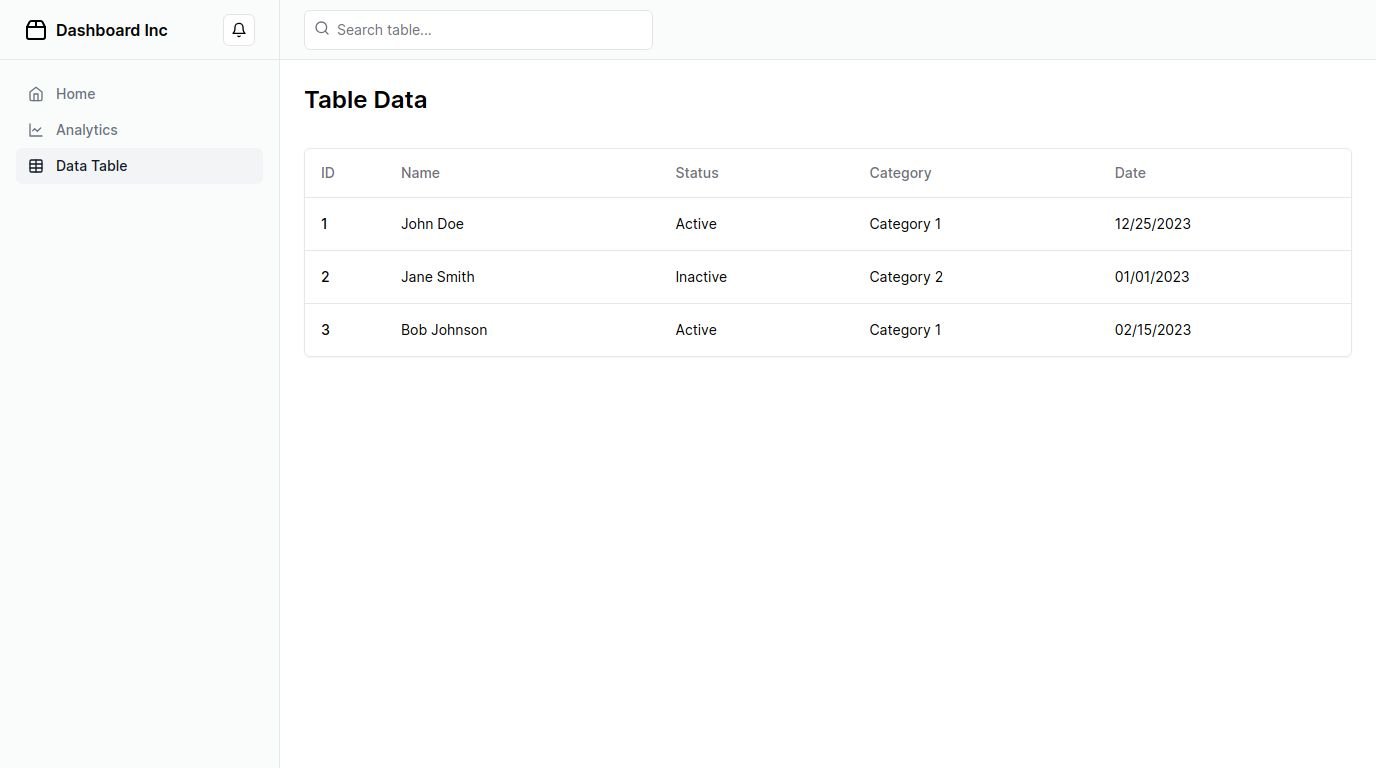 Dashboard Inc
Search table...
Home
Analytics
Data Table
Table Data
ID Name Status Category Date
1 John Doe Active Category 1 12/25/2023
2 Jane Smith Inactive Category 2 01/01/2023
3 Bob Johnson Active Category 1 02/15/2023